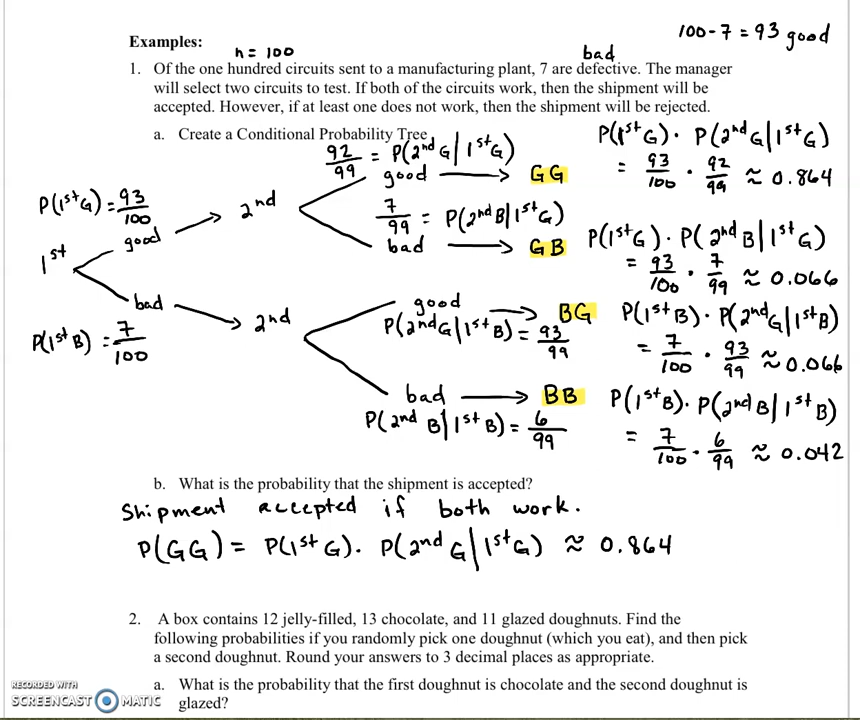 100-7 = 93 good
Examples:
n = 100
bad
1. Of the one hundred circuits sent to a manufacturing plant, 7 are defective. The manager
will select two circuits to test. If both of the circuits work, then the shipment will be
accepted. However, if at least one does not work, then the shipment will be rejected.
a. Create a Conditional Probability Tree
92/99 = P(2nd G | 1st G)
good → GG
P(1st G) · P(2nd G | 1st G)
= 93/100 · 92/99 ≈ 0.864
P(1st G) = 93/100
1st
good → 2nd
7/99 = P(2nd B | 1st G)
bad → GB
P(1st G) · P(2nd B | 1st G)
= 93/100 · 7/99 ≈ 0.066
bad → 2nd
P(1st B) = 7/100
good → BG
P(2nd G | 1st B) = 93/99
P(1st B) · P(2nd G | 1st B)
= 7/100 · 93/99 ≈ 0.066
bad → BB
P(2nd B | 1st B) = 6/99
P(1st B) · P(2nd B | 1st B)
= 7/100 · 6/99 ≈ 0.042
b. What is the probability that the shipment is accepted?
Shipment accepted if both work.
P(GG) = P(1st G) · P(2nd G | 1st G) ≈ 0.864
2. A box contains 12 jelly-filled, 13 chocolate, and 11 glazed doughnuts. Find the
following probabilities if you randomly pick one doughnut (which you eat), and then pick
a second doughnut. Round your answers to 3 decimal places as appropriate.
a. What is the probability that the first doughnut is chocolate and the second doughnut is
glazed?
RECORDED WITH
SCREENCAST MATIC